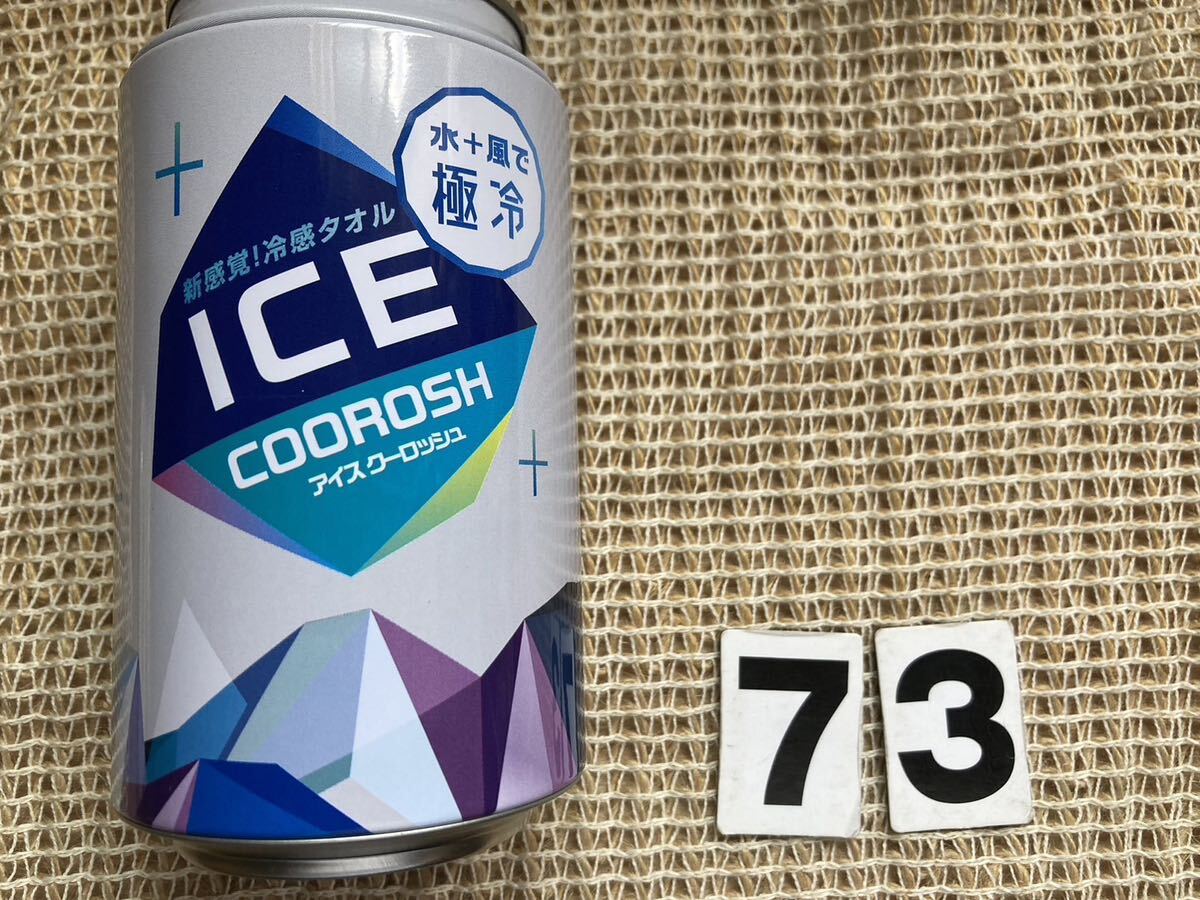 水+風で
極冷
新感覚!冷感タオル
ICE
COOROSH
アイスクーロッシュ
73